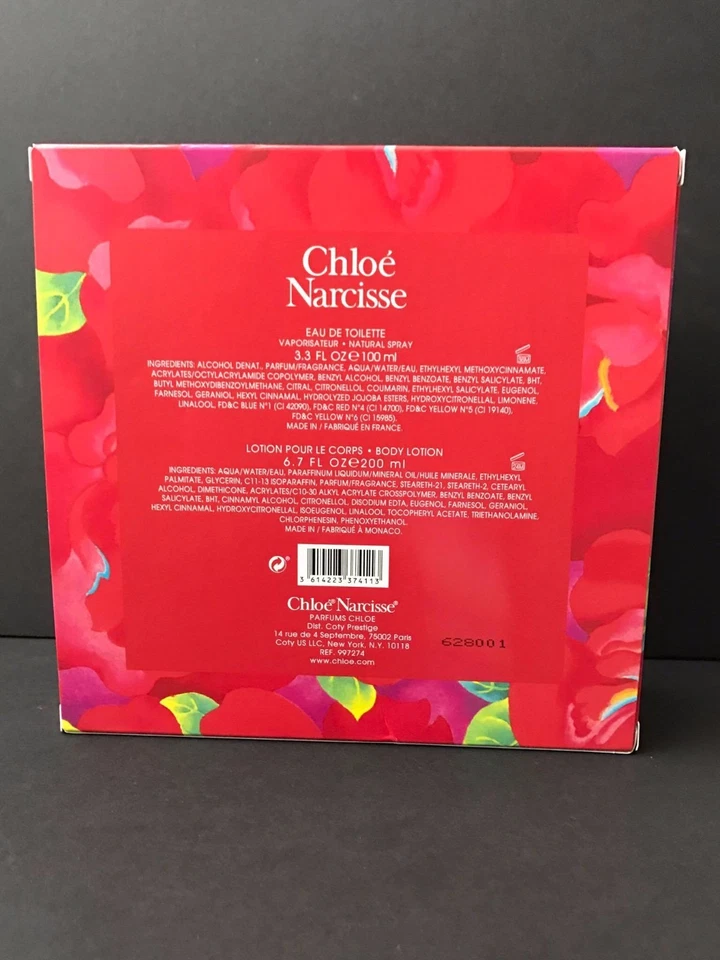 Chloé
Narcisse
EAU DE TOILETTE
VAPORISATEUR • NATURAL SPRAY
3.3 FL OZ℮100 ml
INGREDIENTS: ALCOHOL DENAT., PARFUM/FRAGRANCE, AQUA/WATER/EAU, ETHYLHEXYL METHOXYCINNAMATE,
ACRYLATES/OCTYLACRYLAMIDE COPOLYMER, BENZYL ALCOHOL, BENZYL BENZOATE, BENZYL SALICYLATE, BHT,
BUTYL METHOXYDIBENZOYLMETHANE, CITRAL, CITRONELLOL, COUMARIN, ETHYLHEXYL SALICYLATE, EUGENOL,
FARNESOL, GERANIOL, HEXYL CINNAMAL, HYDROLYZED JOJOBA ESTERS, HYDROXYCITRONELLAL, LIMONENE,
LINALOOL, FD&C BLUE N°1 (CI 42090), FD&C RED N°4 (CI 14700), FD&C YELLOW N°5 (CI 19140),
FD&C YELLOW N°6 (CI 15985).
MADE IN / FABRIQUÉ EN FRANCE.
LOTION POUR LE CORPS • BODY LOTION
6.7 FL OZ℮200 ml
INGREDIENTS: AQUA/WATER/EAU, PARAFFINUM LIQUIDUM/MINERAL OIL/HUILE MINERALE, ETHYLHEXYL
PALMITATE, GLYCERIN, C11-13 ISOPARAFFIN, PARFUM/FRAGRANCE, STEARETH-21, STEARETH-2, CETEARYL
ALCOHOL, DIMETHICONE, ACRYLATES/C10-30 ALKYL ACRYLATE CROSSPOLYMER, BENZYL BENZOATE, BENZYL
SALICYLATE, BHT, CINNAMYL ALCOHOL, CITRONELLOL, DISODIUM EDTA, EUGENOL, FARNESOL, GERANIOL,
HEXYL CINNAMAL, HYDROXYCITRONELLAL, ISOEUGENOL, LINALOOL, TOCOPHERYL ACETATE, TRIETHANOLAMINE,
CHLORPHENESIN, PHENOXYETHANOL.
MADE IN / FABRIQUÉ À MONACO.
3 614223 374113
Chloé® Narcisse®
PARFUMS CHLOE
Dist. Coty Prestige
14 rue de 4 Septembre, 75002 Paris
Coty US LLC, New York, N.Y. 10118
REF. 997274
www.chloe.com
628001